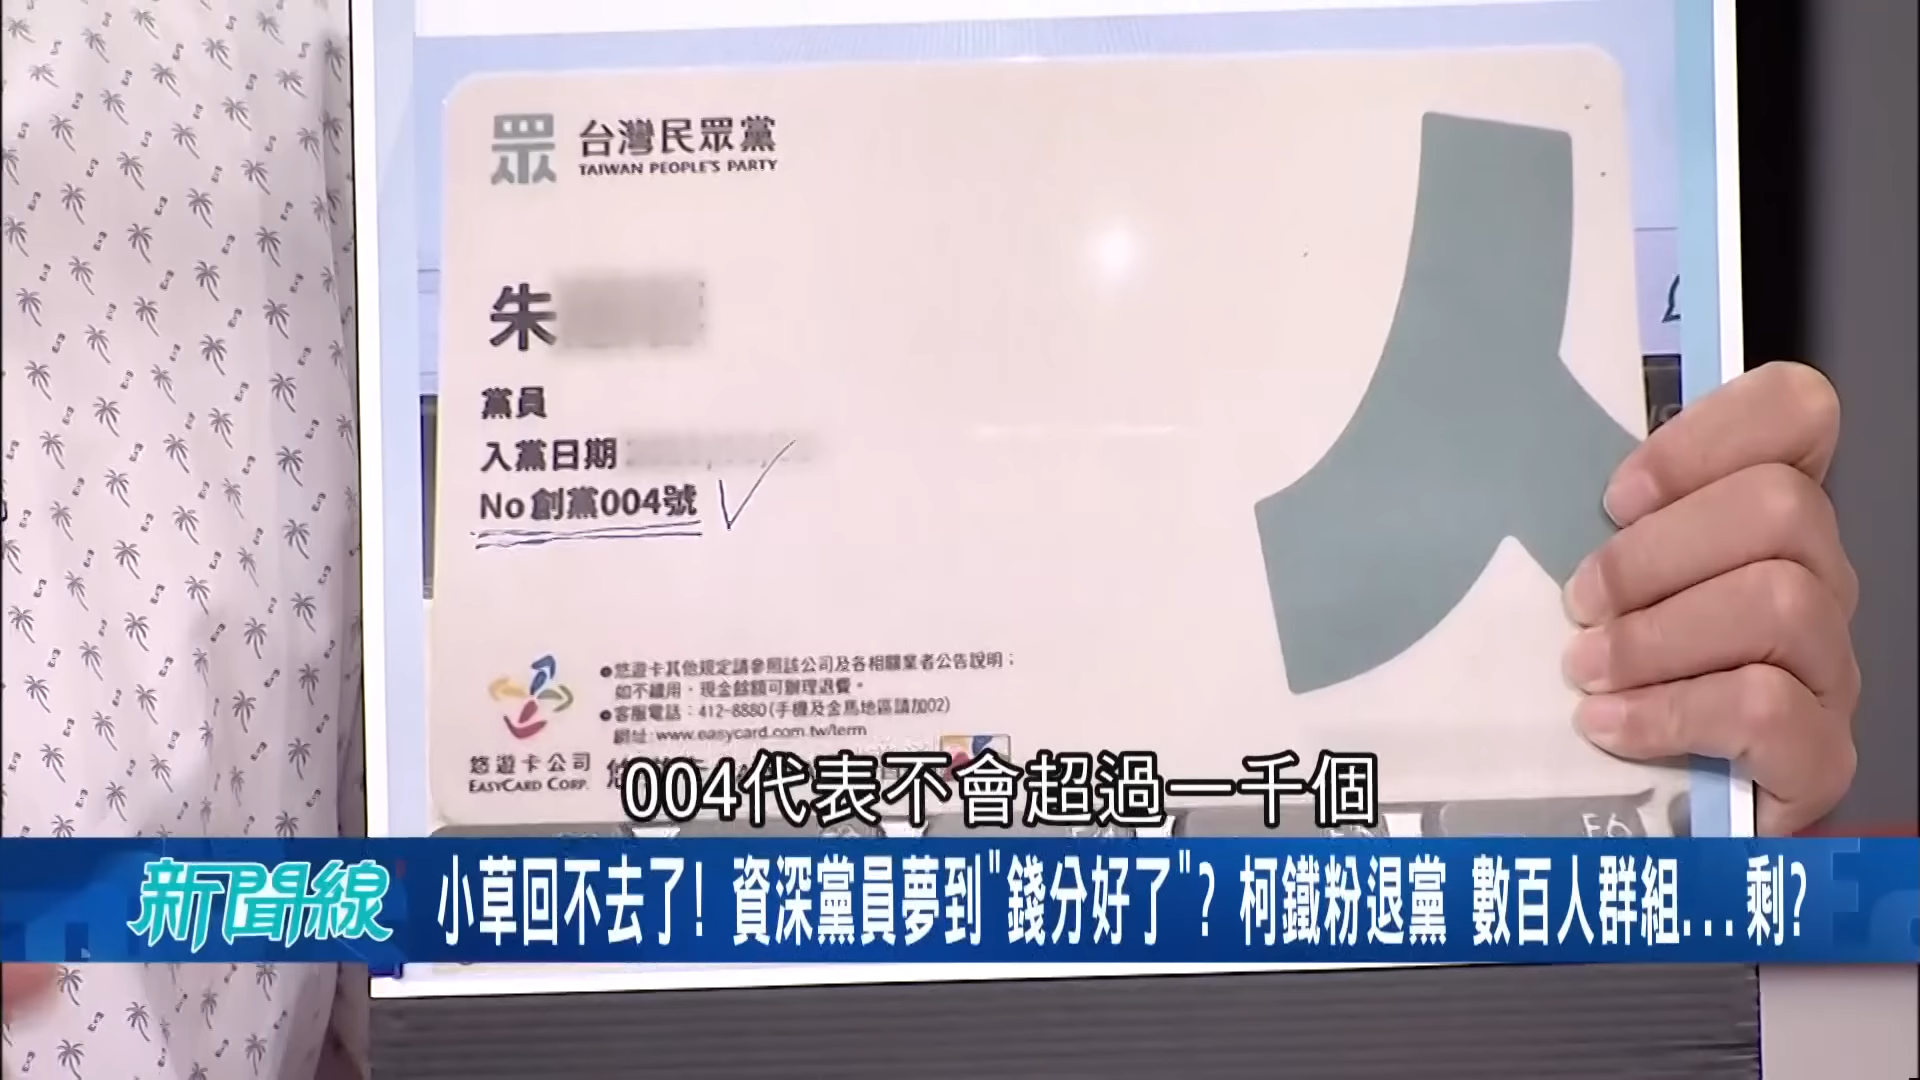 眾 台灣民眾黨
TAIWAN PEOPLE'S PARTY
朱
黨員
入黨日期
No 創黨004號
●悠遊卡其他規定請參照該公司及各相關業者公告說明；
如不續用，現金餘額可辦理退費。
●客服電話：412-8880(手機及金馬地區請加02)
網址:www.easycard.com.tw/term
悠遊卡公司
EASYCARD CORP.
004代表不會超過一千個
F6
新聞線
小草回不去了! 資深黨員夢到"錢分好了"? 柯鐵粉退黨 數百人群組...剩?